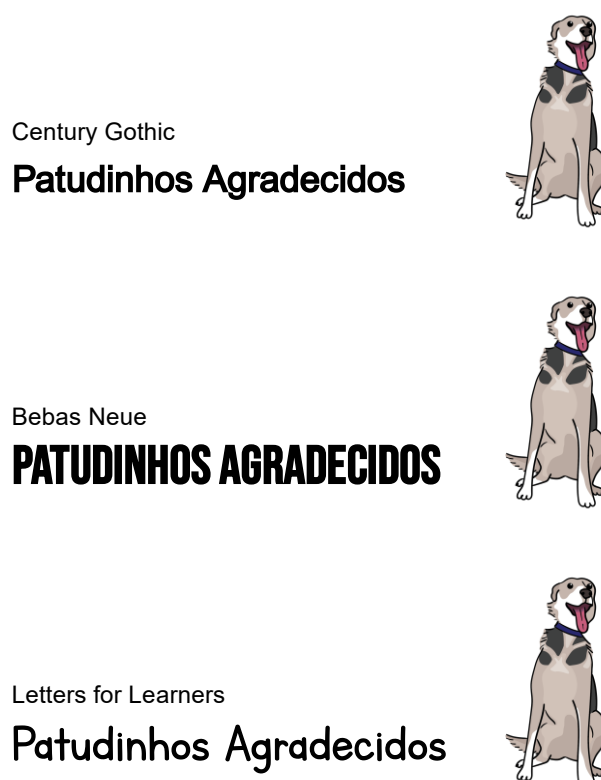 Century Gothic
Patudinhos Agradecidos
Bebas Neue
PATUDINHOS AGRADECIDOS
Letters for Learners
Patudinhos Agradecidos